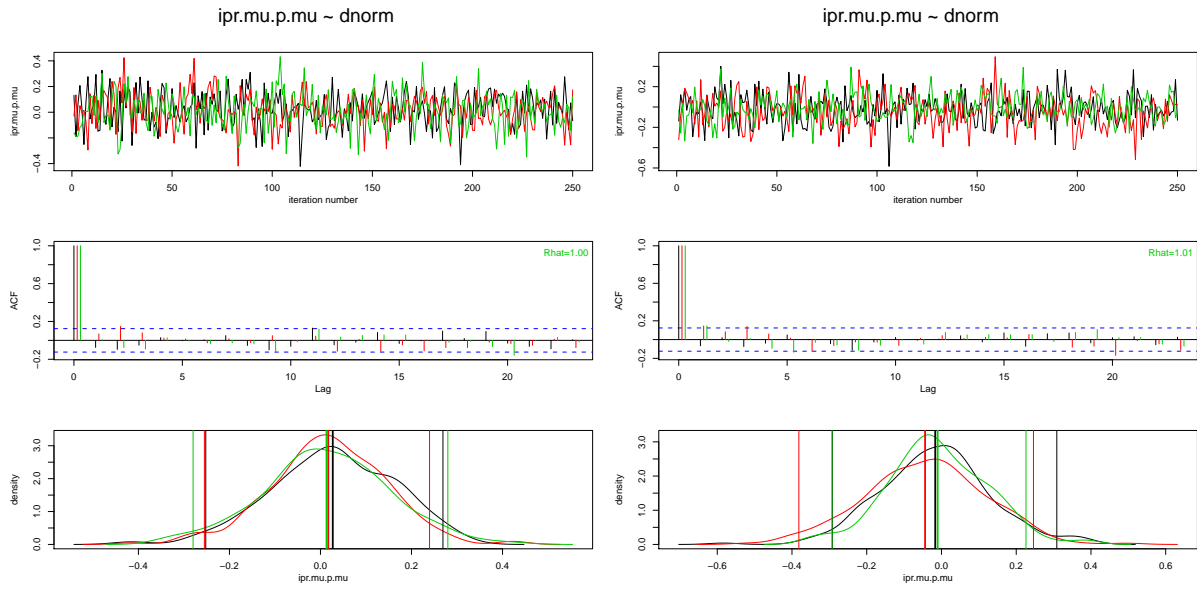 ipr.mu.p.mu ~ dnorm
ipr.mu.p.mu
0.4
0.2
0.0
−0.4
0 50 100 150 200 250
iteration number
ACF
1.0
0.6
0.2
−0.2
Rhat=1.00
0 5 10 15 20
Lag
density
3.0
2.0
1.0
0.0
−0.4 −0.2 0.0 0.2 0.4
ipr.mu.p.mu
ipr.mu.p.mu ~ dnorm
ipr.mu.p.mu
0.2
−0.2
−0.6
0 50 100 150 200 250
iteration number
ACF
1.0
0.6
0.2
−0.2
Rhat=1.01
0 5 10 15 20
Lag
density
3.0
2.0
1.0
0.0
−0.6 −0.4 −0.2 0.0 0.2 0.4 0.6
ipr.mu.p.mu